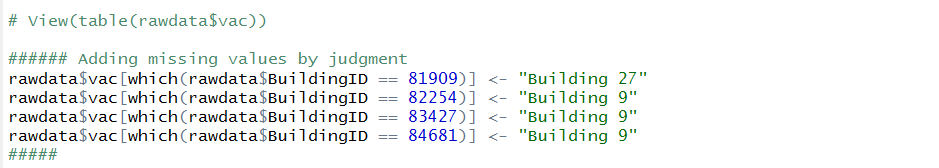 # View(table(rawdata$vac))
###### Adding missing values by judgment
rawdata$vac[which(rawdata$BuildingID == 81909)] <- "Building 27"
rawdata$vac[which(rawdata$BuildingID == 82254)] <- "Building 9"
rawdata$vac[which(rawdata$BuildingID == 83427)] <- "Building 9"
rawdata$vac[which(rawdata$BuildingID == 84681)] <- "Building 9"
#####